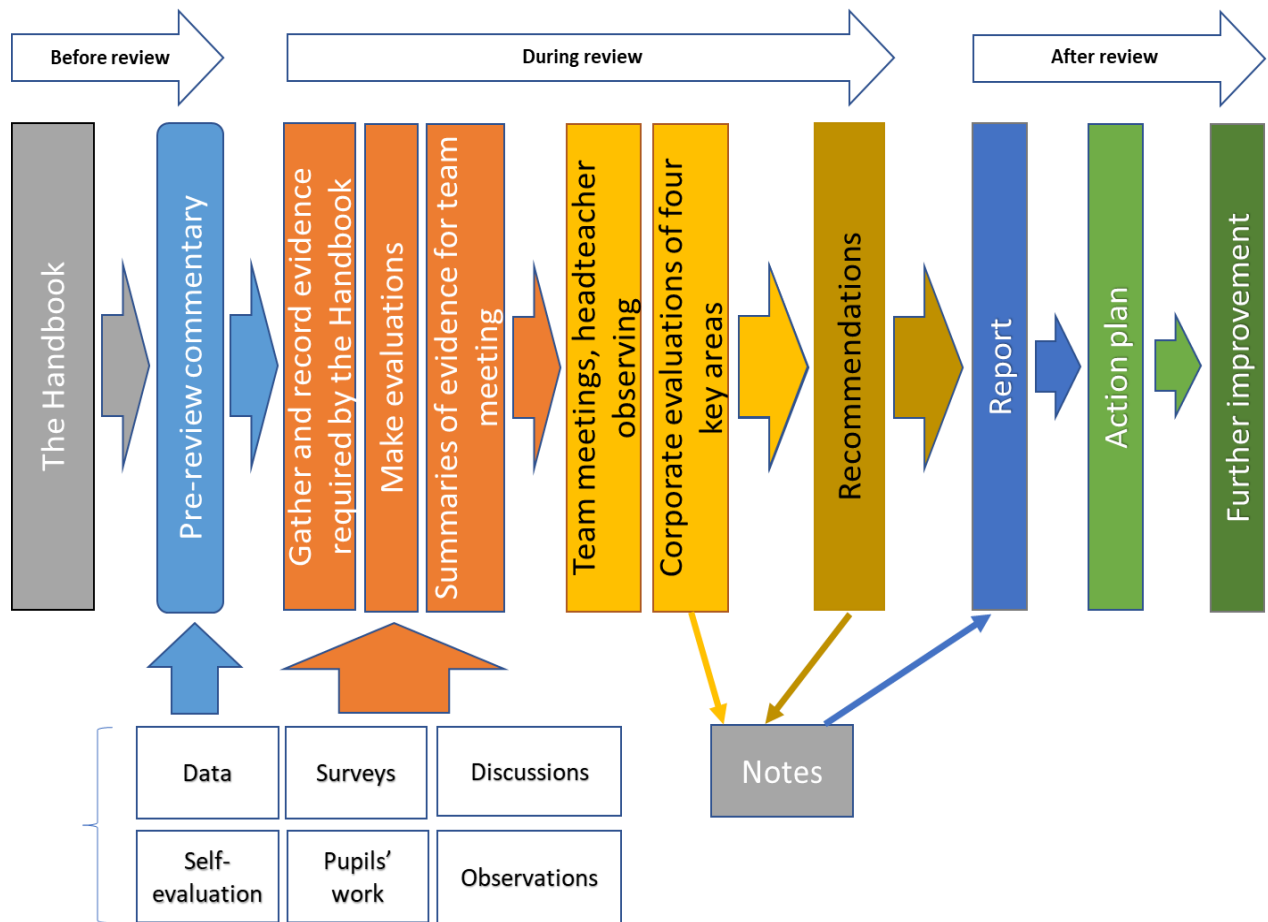 Before review
During review
After review
The Handbook
Pre-review commentary
Gather and record evidence
required by the Handbook
Make evaluations
Summaries of evidence for team
meeting
Team meetings, headteacher
observing
Corporate evaluations of four
key areas
Recommendations
Report
Action plan
Further improvement
Data
Surveys
Discussions
Self-
evaluation
Pupils’
work
Observations
Notes